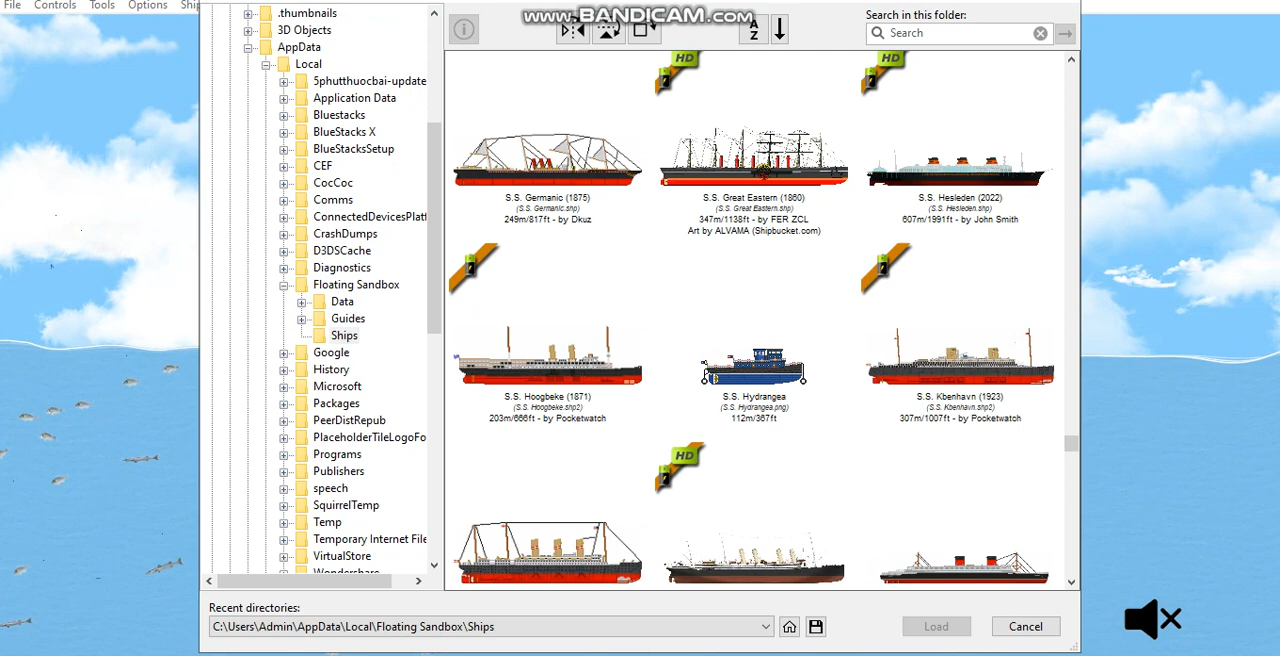 File Controls Tools Options
www.BANDICAM.com
Search in this folder:
Search
A
Z
.thumbnails
3D Objects
AppData
Local
5phutthuocbai-update
Application Data
Bluestacks
BlueStacks X
BlueStacksSetup
CEF
CocCoc
Comms
ConnectedDevicesPlatf
CrashDumps
D3DSCache
Diagnostics
Floating Sandbox
Data
Guides
Ships
Google
History
Microsoft
Packages
PeerDistRepub
PlaceholderTileLogoFo
Programs
Publishers
speech
SquirrelTemp
Temp
Temporary Internet File
VirtualStore
Wondershare
HD
HD
S.S. Germanic (1875)
(S.S. Germanic.shp)
249m/817ft - by Dkuz
S.S. Great Eastern (1860)
(S.S. Great Eastern.shp)
347m/1138ft - by FER ZCL
Art by ALVAMA (Shipbucket.com)
S.S. Hesleden (2022)
(S.S. Hesleden.shp)
607m/1991ft - by John Smith
S.S. Hoogbeke (1871)
(S.S. Hoogbeke.shp2)
203m/666ft - by Pocketwatch
S.S. Hydrangea
(S.S. Hydrangea.png)
112m/367ft
S.S. Kbenhavn (1923)
(S.S. Kbenhavn.shp2)
307m/1007ft - by Pocketwatch
HD
Recent directories:
C:\Users\Admin\AppData\Local\Floating Sandbox\Ships
Load
Cancel